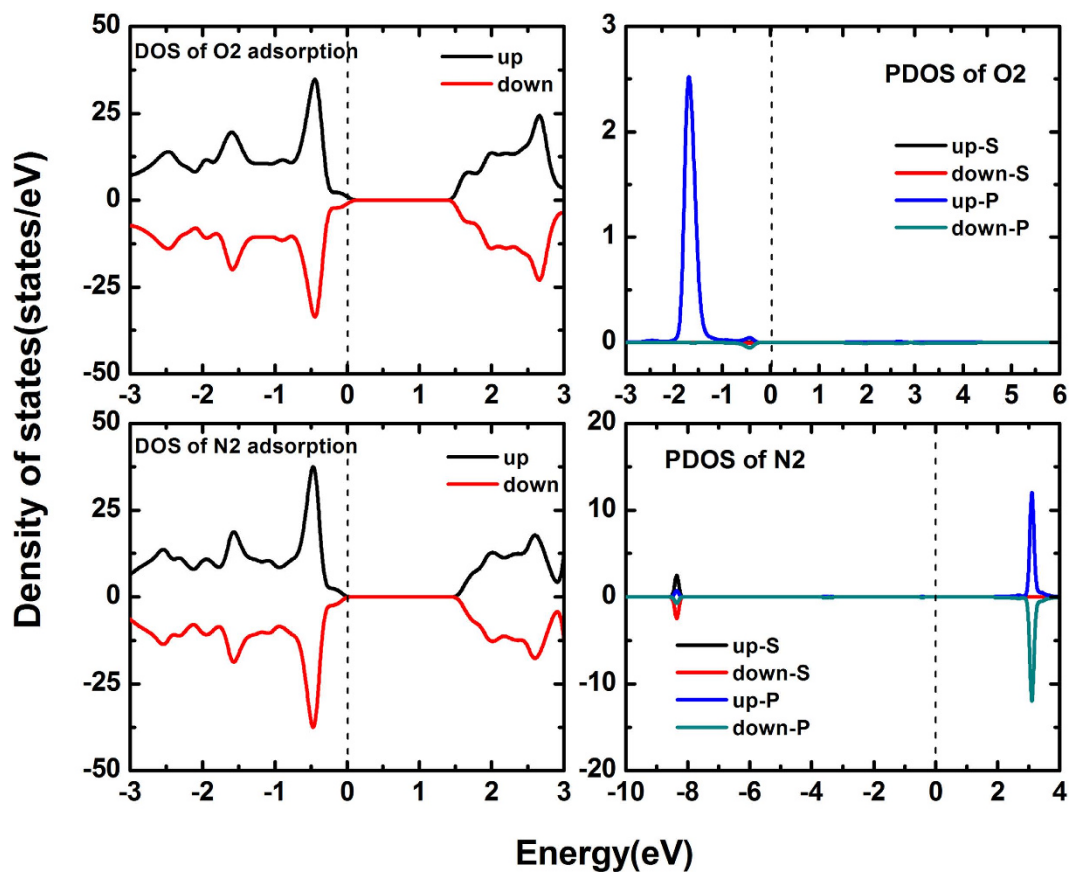 Density of states(states/eV)
50
25
0
-25
-50
DOS of O2 adsorption
up
down
-3 -2 -1 0 1 2 3
3
2
1
0
PDOS of O2
up-S
down-S
up-P
down-P
-3 -2 -1 0 1 2 3 4 5 6
50
25
0
-25
-50
DOS of N2 adsorption
up
down
-3 -2 -1 0 1 2 3
20
10
0
-10
-20
PDOS of N2
up-S
down-S
up-P
down-P
-10 -8 -6 -4 -2 0 2 4
Energy(eV)